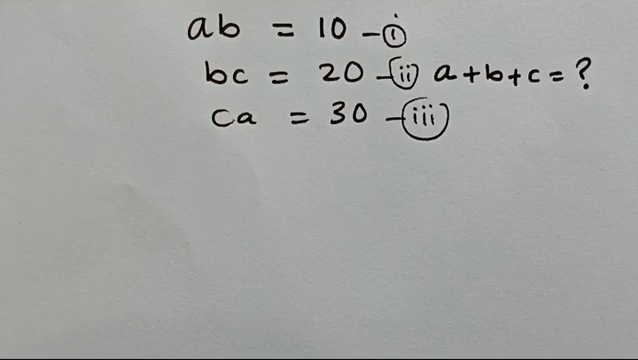 ab = 10 - (i)
bc = 20 - (ii) a+b+c = ?
ca = 30 - (iii)